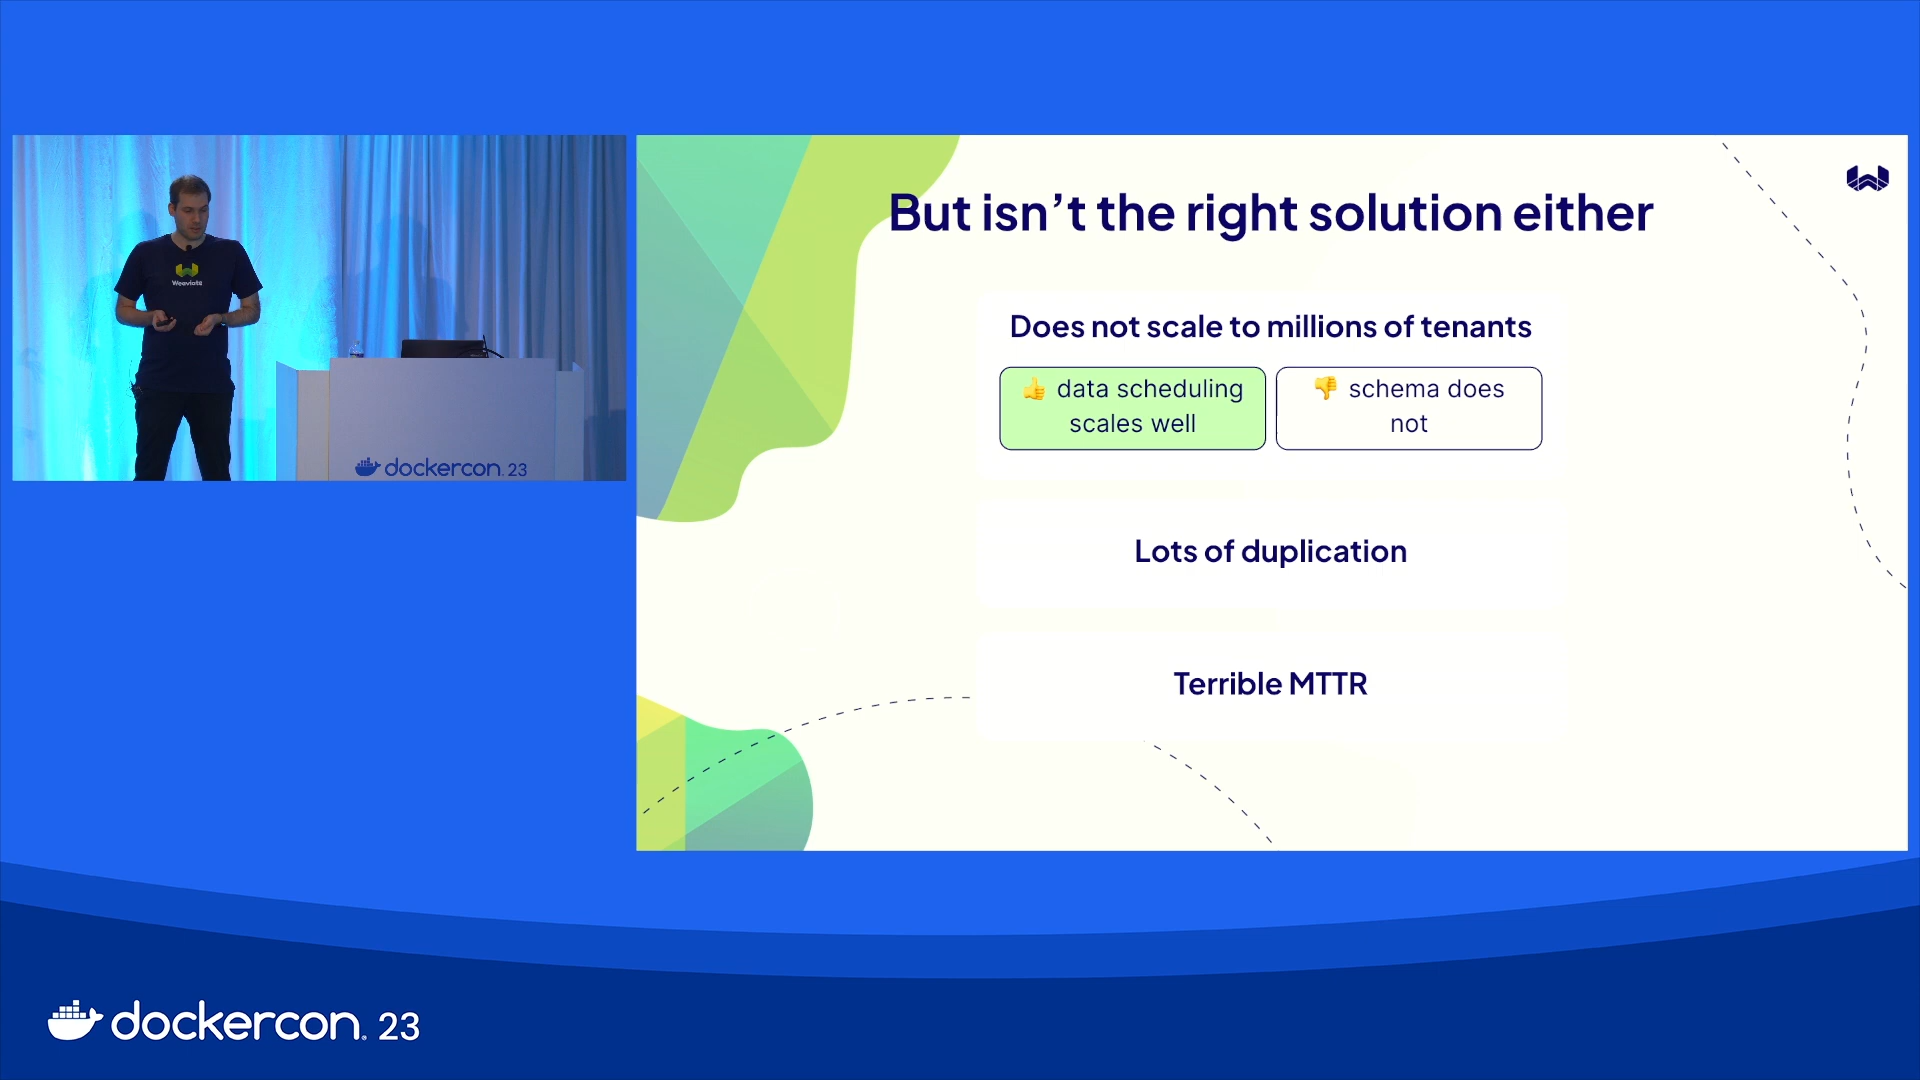 But isn’t the right solution either
Does not scale to millions of tenants
👍 data scheduling
scales well
👎 schema does
not
Lots of duplication
Terrible MTTR
Weaviate
dockercon. 23
dockercon. 23